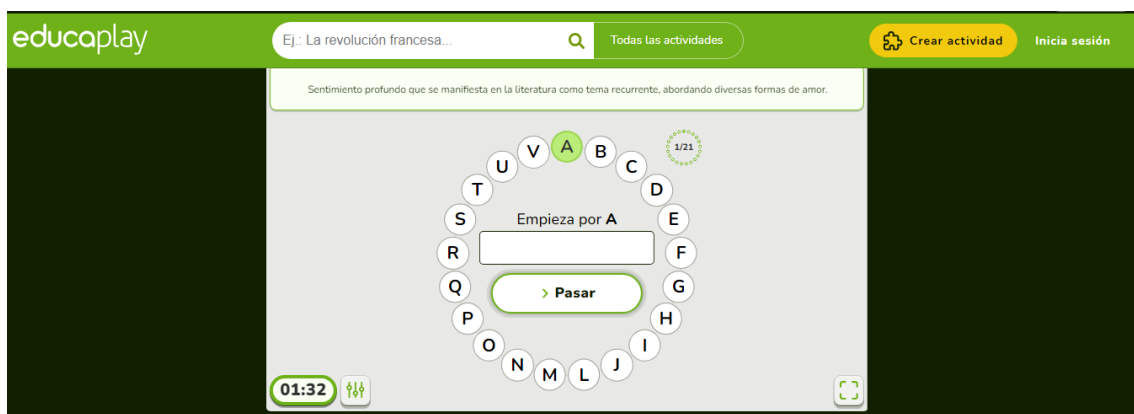 educaplay
Ej.: La revolución francesa...
Todas las actividades
Crear actividad
Inicia sesión
Sentimiento profundo que se manifiesta en la literatura como tema recurrente, abordando diversas formas de amor.
1/21
A
B
C
D
E
F
G
H
I
J
L
M
N
O
P
Q
R
S
T
U
V
Empieza por A
> Pasar
01:32